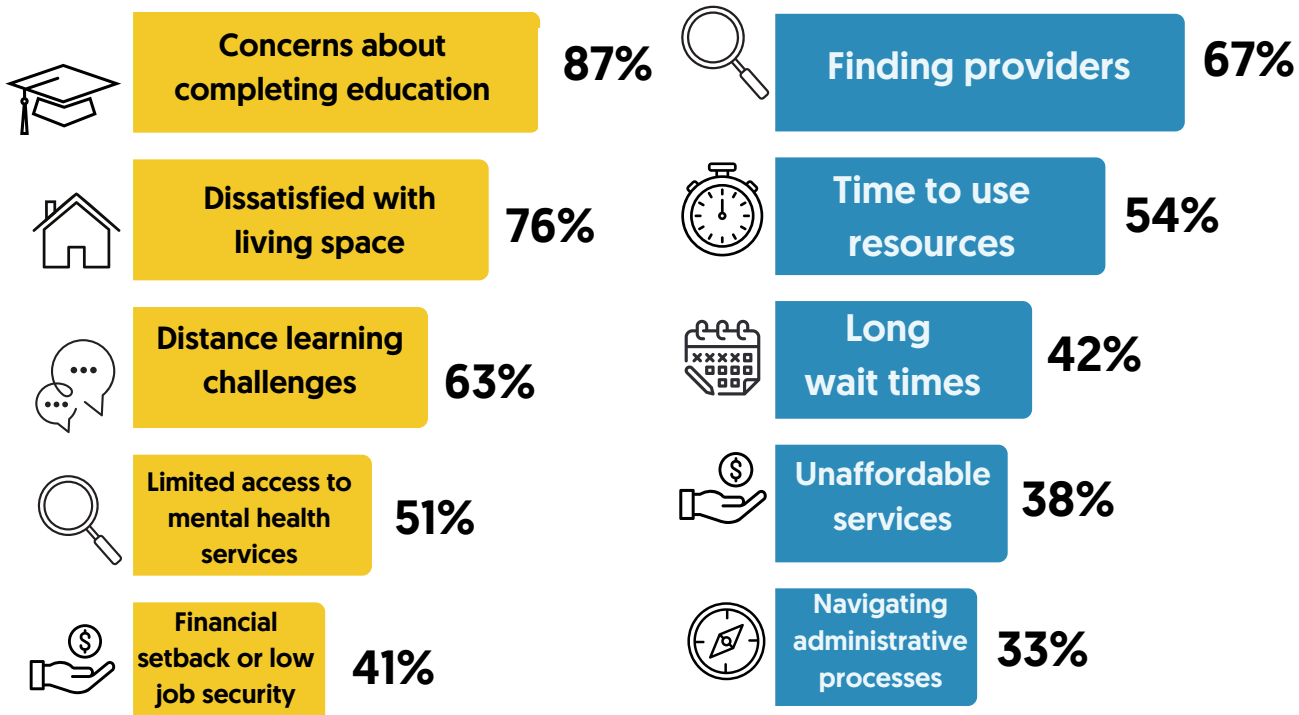 Concerns about
completing education
87%
Dissatisfied with
living space
76%
Distance learning
challenges
63%
Limited access to
mental health
services
51%
Financial
setback or low
job security
41%
Finding providers
67%
Time to use
resources
54%
Long
wait times
42%
$
Unaffordable
services
38%
Navigating
administrative
processes
33%
$